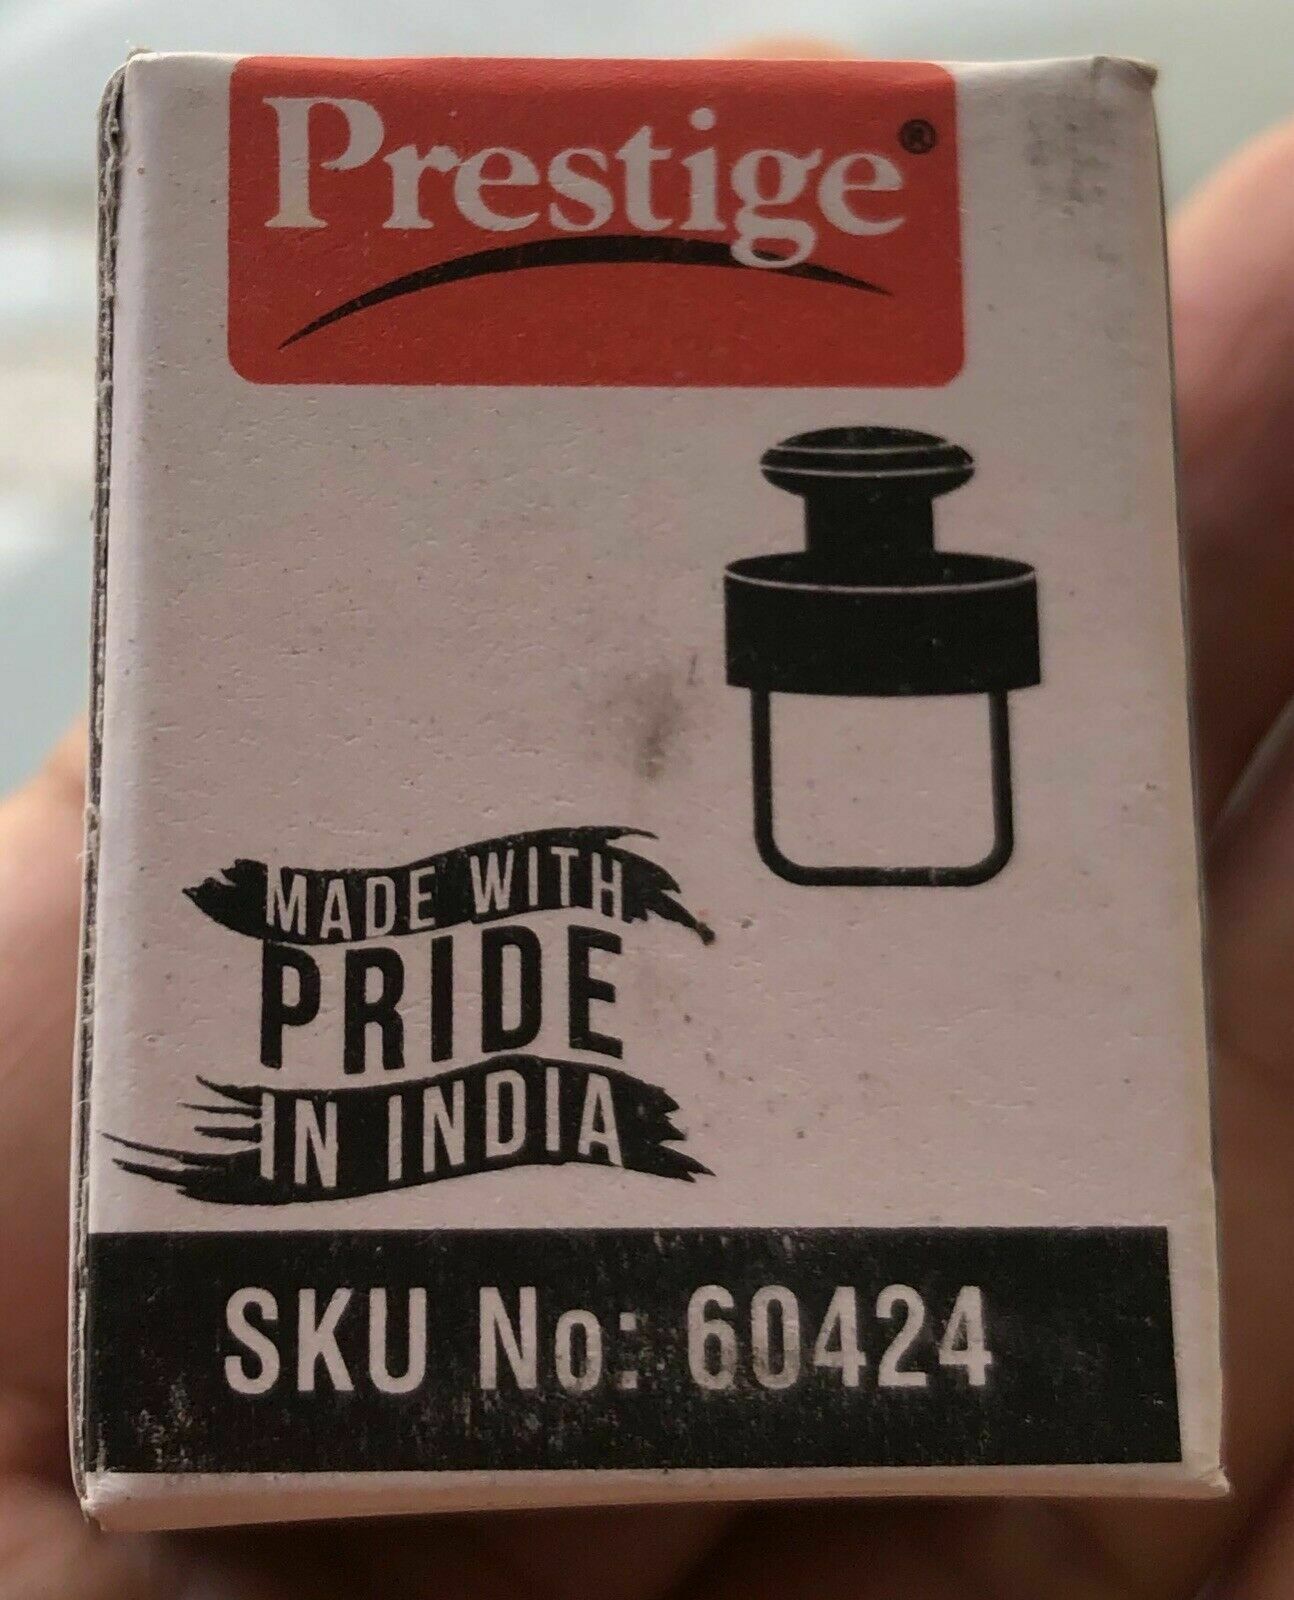 Prestige®
MADE WITH
PRIDE
IN INDIA
SKU No: 60424